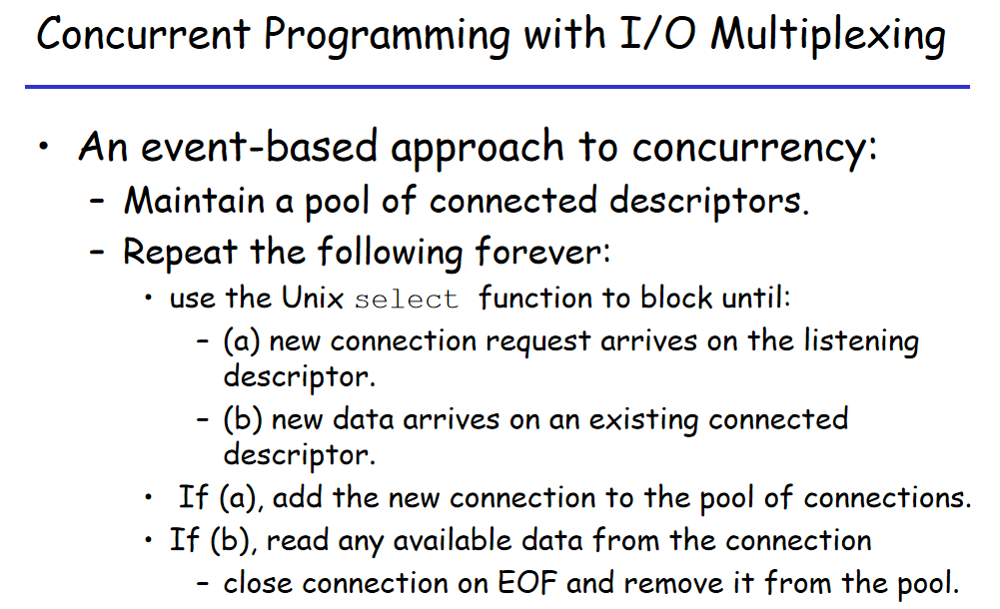 Concurrent Programming with I/O Multiplexing
• An event-based approach to concurrency:
– Maintain a pool of connected descriptors.
– Repeat the following forever:
• use the Unix select function to block until:
– (a) new connection request arrives on the listening
descriptor.
– (b) new data arrives on an existing connected
descriptor.
• If (a), add the new connection to the pool of connections.
• If (b), read any available data from the connection
– close connection on EOF and remove it from the pool.